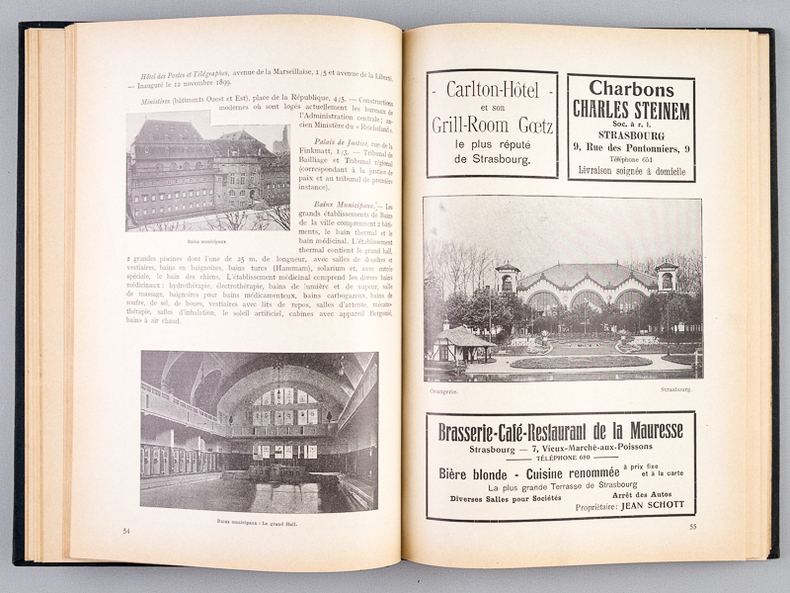 Hôtel des Postes et Télégraphes, avenue de la Marseillaise, 1/5 et avenue de la Liberté.
— Inauguré le 12 novembre 1899.
Ministères (bâtiments Ouest et Est), place de la République, 4/5. — Constructions
modernes où sont logés actuellement les bureaux de
l'Administration centrale; an-
cien Ministère du « Reichsland ».
Palais de Justice, rue de la
Finkmatt, 1/3. — Tribunal de
Bailliage et Tribunal régional
(correspondant à la justice de
paix et au tribunal de première
instance).
Bains Municipaux. — Les
grands établissements de Bains
de la ville comprennent 2 bâti-
ments, le bain thermal et le
bain médicinal. L'établissement
thermal contient le grand hall,
Bains municipaux
2 grandes piscines dont l'une de 25 m. de longueur, avec salles de douches et
vestiaires, bains en baignoires, bains turcs (Hammam), solarium et, avec entrée
spéciale, le bain des chiens. L'établissement médicinal comprend les divers bains
médicinaux : hydrothérapie, électrothérapie, bains de lumière et de vapeur, salle
de massage, baignoires pour bains médicamenteux, bains carbogazeux, bains de
soufre, de sel, de boues, vestiaires avec lits de repos, salles d'attente, mécano-
thérapie, salles d'inhalation, le soleil artificiel, cabines avec appareil Bergonié,
bains à air chaud.
Bains municipaux : Le grand Hall.
54
- Carlton-Hôtel -
et son
Grill-Room Gœtz
le plus réputé
de Strasbourg.
Charbons
CHARLES STEINEM
Soc. à r. l.
STRASBOURG
9, Rue des Pontonniers, 9
Téléphone 651
Livraison soignée à domicile
Orangerie. Strasbourg.
Brasserie-Café-Restaurant de la Mauresse
Strasbourg — 7, Vieux-Marché-aux-Poissons
TÉLÉPHONE 680
Bière blonde - Cuisine renommée à prix fixe et à la carte
La plus grande Terrasse de Strasbourg
Diverses Salles pour Sociétés Arrêt des Autos
Propriétaire: JEAN SCHOTT
55